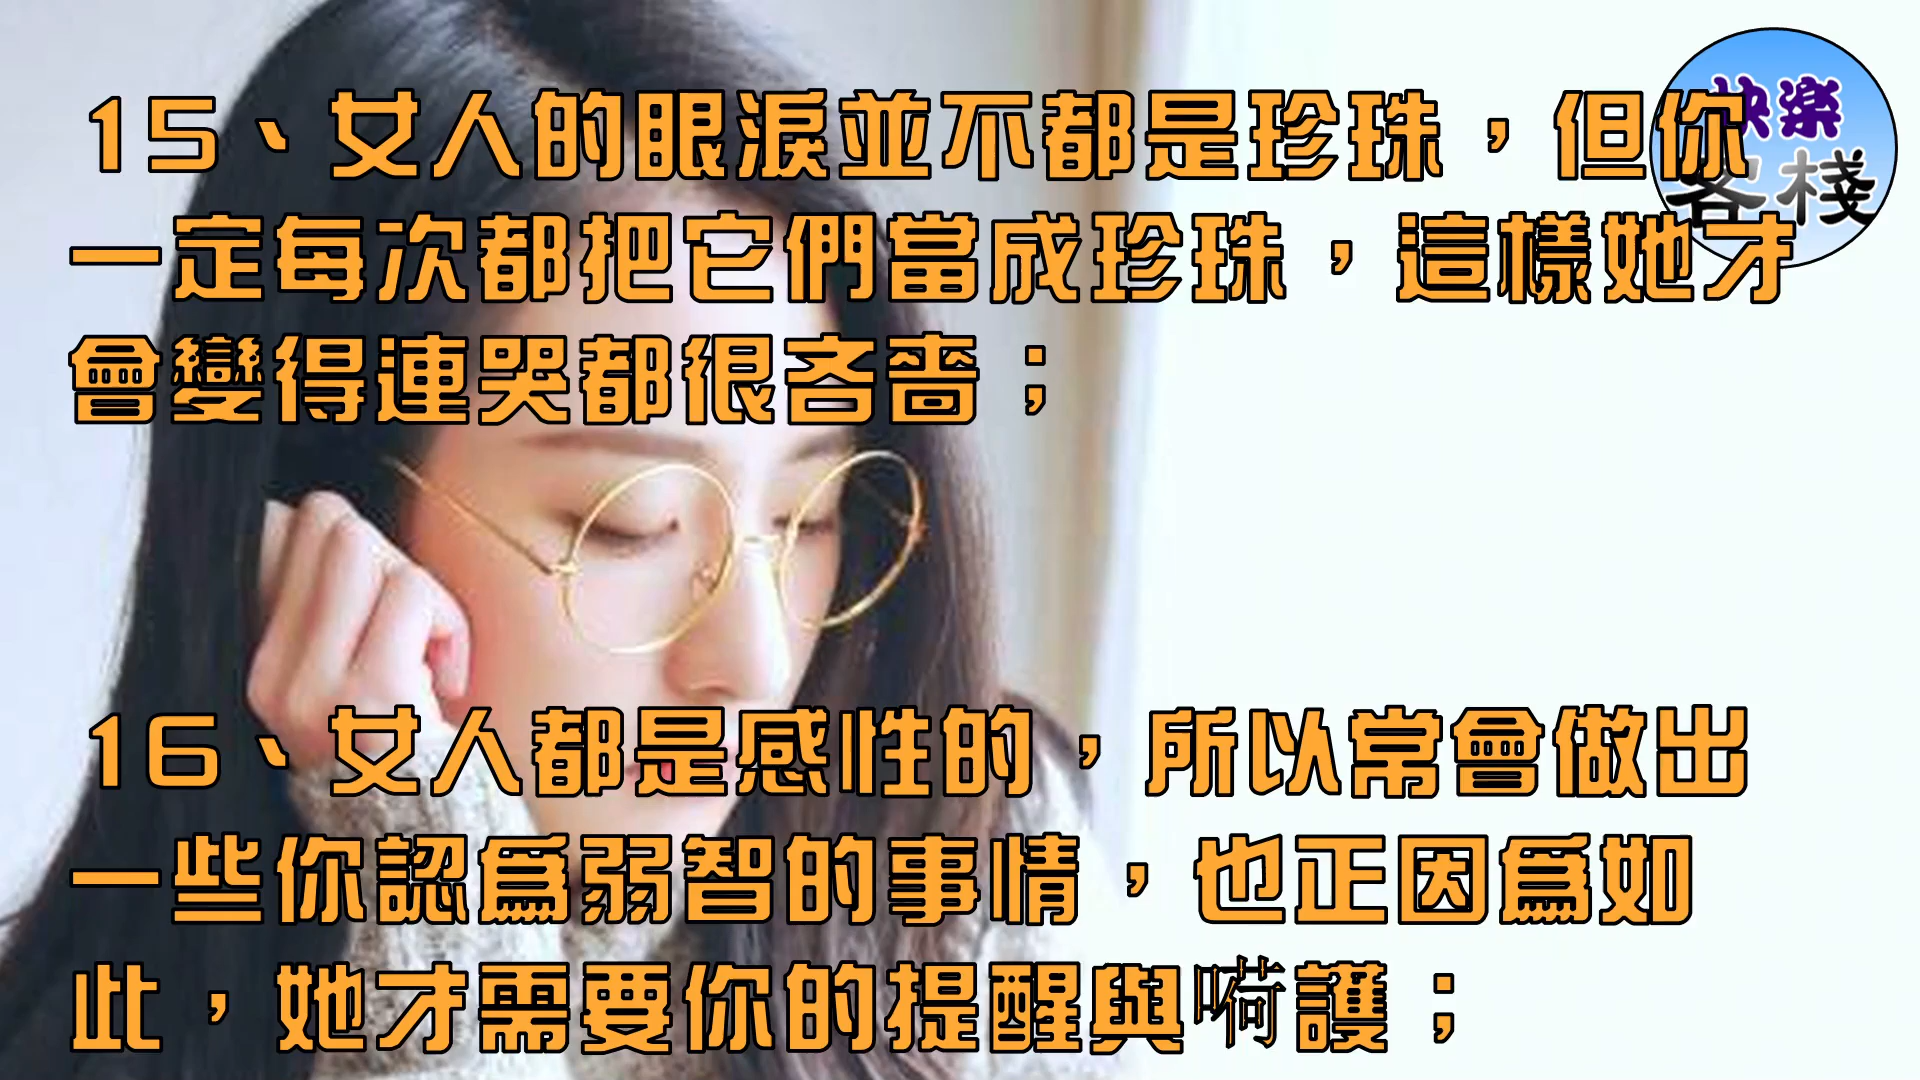 15、女人的眼淚並不都是珍珠，但你
一定每次都把它們當成珍珠，這樣她才
會變得連哭都很吝嗇；
16、女人都是感性的，所以常會做出
一些你認為弱智的事情，也正因為如
此，她才需要你的提醒與嗬護；
快樂
客棧